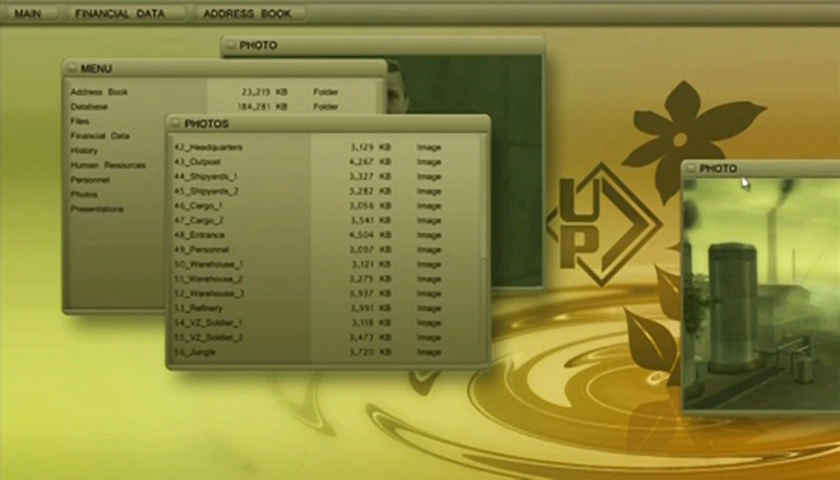 MAIN FINANCIAL DATA ADDRESS BOOK
PHOTO
MENU
Address Book 23,219 KB Folder
Database 184,281 KB Folder
Files
Financial Data
History
Human Resources
Personnel
Photos
Presentations
PHOTOS
42_Headquarters 3,129 KB Image
43_Outpost 4,267 KB Image
44_Shipyards_1 3,327 KB Image
45_Shipyards_2 3,282 KB Image
46_Cargo_1 3,056 KB Image
47_Cargo_2 3,541 KB Image
48_Entrance 4,504 KB Image
49_Personnel 3,097 KB Image
50_Warehouse_1 3,121 KB Image
51_Warehouse_2 3,275 KB Image
52_Warehouse_3 3,937 KB Image
53_Refinery 3,991 KB Image
54_VZ_Soldier_1 3,118 KB Image
55_VZ_Soldier_2 3,473 KB Image
56_Jungle 3,720 KB Image
UP
PHOTO